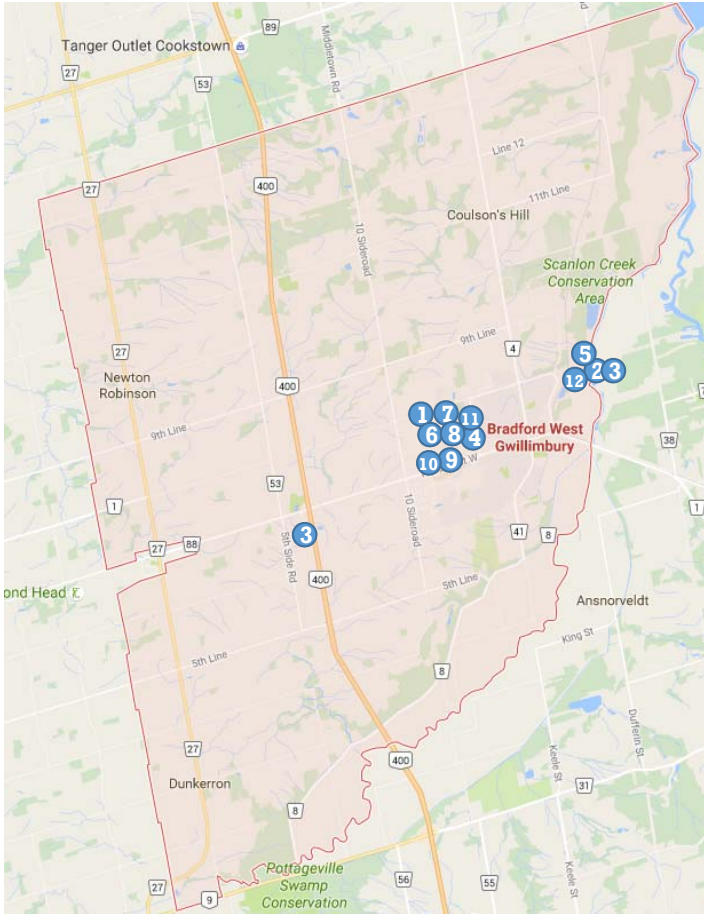 89
Tanger Outlet Cookstown
27
53
Middletown Rd
Line 12
27
400
11th Line
Coulson's Hill
10 Sideroad
Scanlon Creek
Conservation
Area
9th Line
4
5
27
2
3
12
Newton
Robinson
400
38
1
7
11
Bradford West
Gwillimbury
6
8
4
9th Line
10
9
W
53
1
10 Sideroad
1
3
5th Side Rd
88
27
41
8
400
5th Line
ond Head
Ansnorveldt
King St
5th Line
8
Dufferin St
27
400
Keele St
Dunkerron
31
8
Pottageville
Swamp
Conservation
27
9
56
55
Keele St